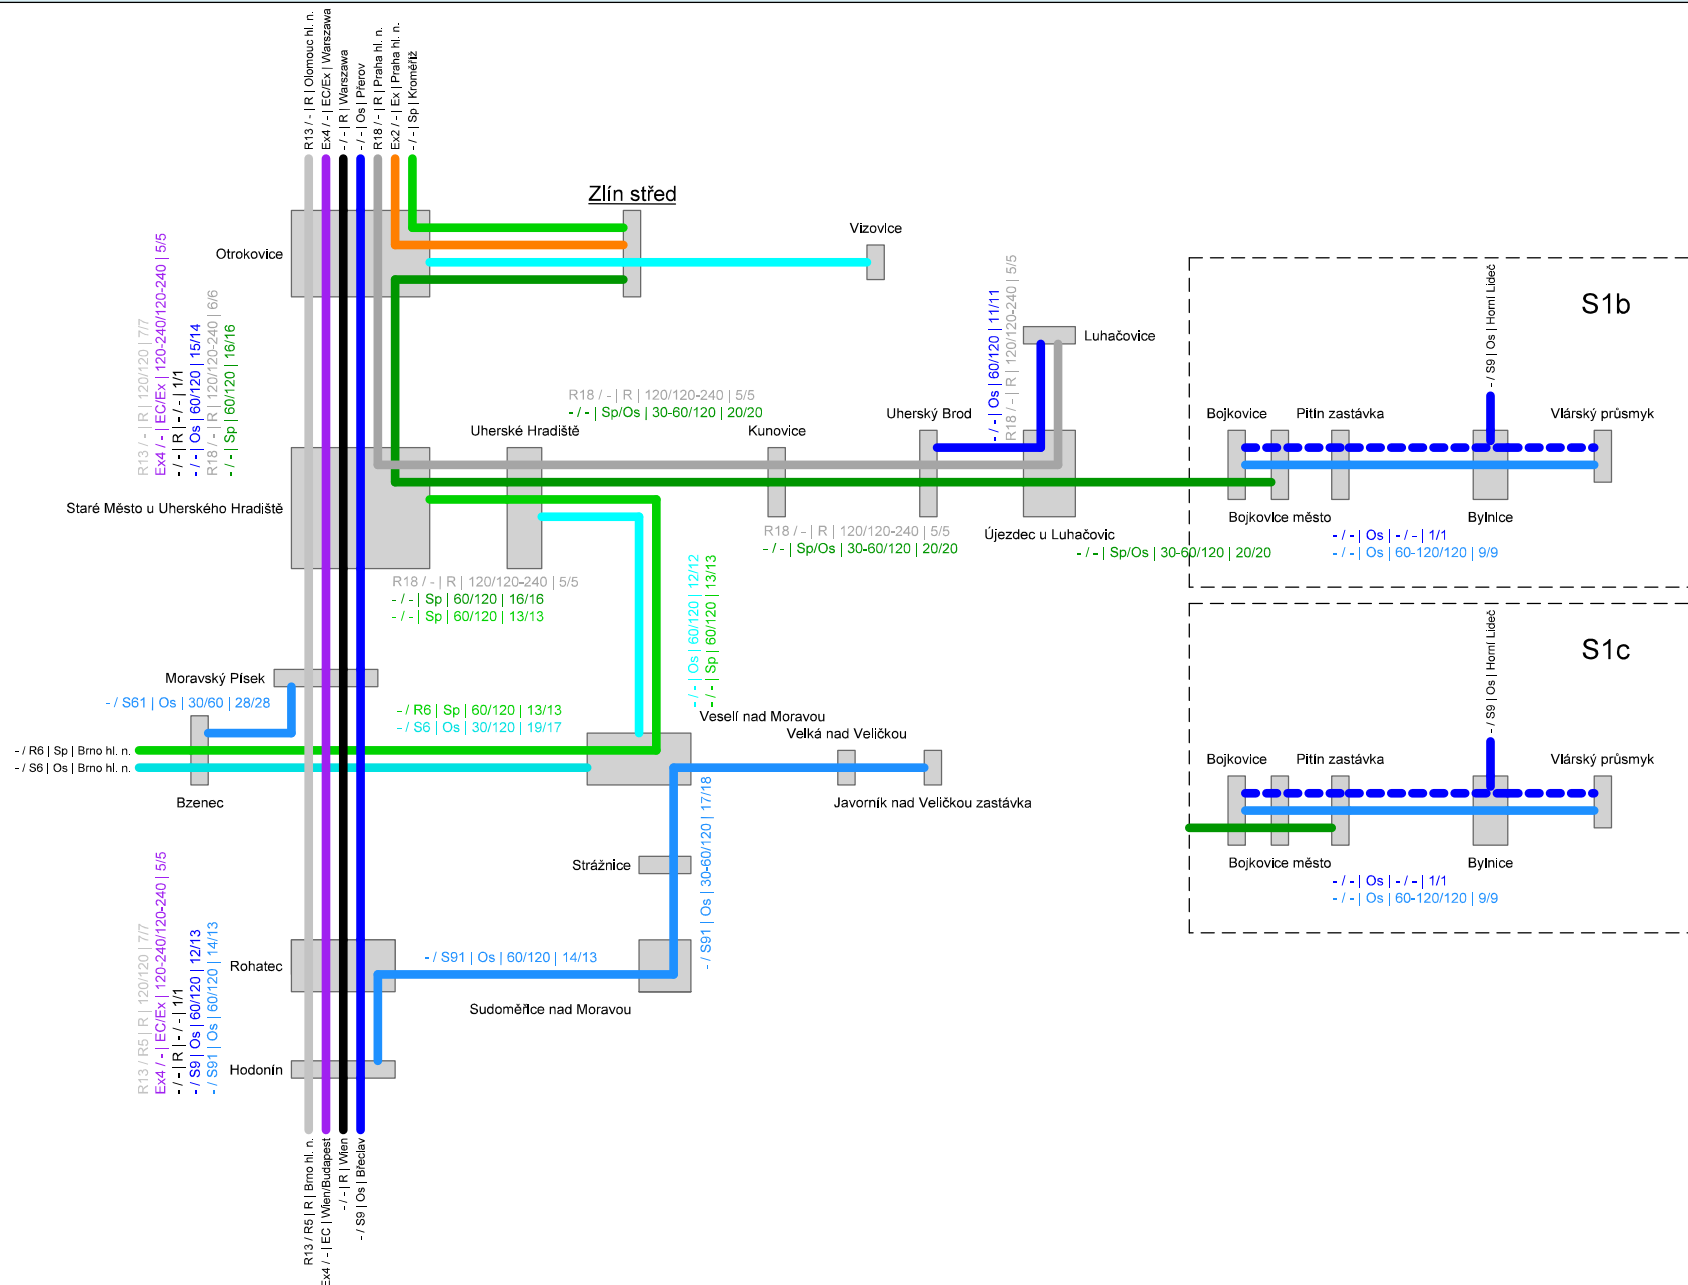 R13 / - | R | Olomouc hl. n.
Ex4 / - | EC/Ex | Warszawa
- / - | R | Warszawa
- / - | Os | Přerov
R18 / - | R | Praha hl. n.
Ex2 / - | Ex | Praha hl. n.
- / - | Sp | Kroměříž
Zlín střed
Vizovice
Otrokovice
R13 / - | R | 120/120 | 7/7
Ex4 / - | EC/Ex | 120-240/120-240 | 5/5
- / - | R | - / - | 1/1
- / - | Os | 60/120 | 15/14
R18 / - | R | 120/120-240 | 6/6
- / - | Sp | 60/120 | 16/16
R18 / - | R | 120/120-240 | 5/5
- / - | Sp/Os | 30-60/120 | 20/20
Uherské Hradiště
Kunovice
Uherský Brod
- / - | Os | 60/120 | 11/11
R18 / - | R | 120/120-240 | 5/5
Luhačovice
Staré Město u Uherského Hradiště
R18 / - | R | 120/120-240 | 5/5
- / - | Sp/Os | 30-60/120 | 20/20
Újezdec u Luhačovic
- / - | Sp/Os | 30-60/120 | 20/20
R18 / - | R | 120/120-240 | 5/5
- / - | Sp | 60/120 | 16/16
- / - | Sp | 60/120 | 13/13
- / - | Os | 60/120 | 12/12
- / - | Sp | 60/120 | 13/13
S1b
- / S9 | Os | Horní Lideč
Bojkovice
Pitín zastávka
Vlárský průsmyk
Bojkovice město
Bylnice
- / - | Os | - / - | 1/1
- / - | Os | 60-120/120 | 9/9
S1c
- / S9 | Os | Horní Lideč
Bojkovice
Pitín zastávka
Vlárský průsmyk
Bojkovice město
Bylnice
- / - | Os | - / - | 1/1
- / - | Os | 60-120/120 | 9/9
Moravský Písek
- / S61 | Os | 30/60 | 28/28
- / R6 | Sp | 60/120 | 13/13
- / S6 | Os | 30/120 | 19/17
- / R6 | Sp | Brno hl. n.
- / S6 | Os | Brno hl. n.
Bzenec
Veselí nad Moravou
Velká nad Veličkou
Javorník nad Veličkou zastávka
- / S91 | Os | 30-60/120 | 17/18
Strážnice
R13 / R5 | R | 120/120 | 7/7
Ex4 / - | EC/Ex | 120-240/120-240 | 5/5
- / - | R | - / - | 1/1
- / S9 | Os | 60/120 | 12/13
- / S91 | Os | 60/120 | 14/13
Rohatec
- / S91 | Os | 60/120 | 14/13
Sudoměřice nad Moravou
Hodonín
R13 / R5 | R | Brno hl. n.
Ex4 / - | EC | Wien/Budapest
- / - | R | Wien
- / S9 | Os | Břeclav